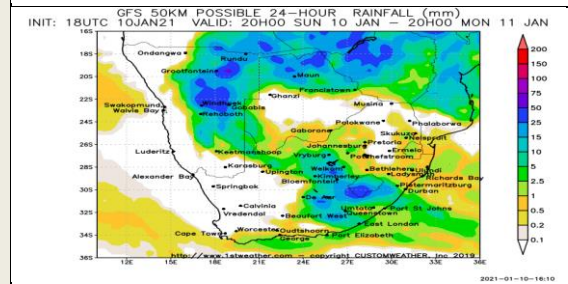 GFS 50KM POSSIBLE 24-HOUR RAINFALL (mm)
INIT: 18UTC 10JAN21 VALID: 20H00 SUN 10 JAN - 20H00 MON 11 JAN
16S
Ondangwa Rundu
18S
Grootfontein Maun
20S
Francistown
Ghanzi
Musina
22S
Swakopmund Windhoek Gobabis
Walvis Bay Rehoboth
Polokwane Phalaborwa
24S
Gaborone Skukuza
Johannesburg Pretoria Nelspruit
26S
Luderitz Keetmanshoop Vryburg Potchefstroom Ermelo
Karasburg Welkom Bethlehem Ulundi
28S
Alexander Bay Upington Kimberley Ladysmith Richards Bay
Bloemfontein Pietermaritzburg
Springbok Durban
30S
De Aar
Calvinia Umtata Port St Johns
Vredendal Queenstown
32S
Beaufort West
East London
Cape Town Worcester Oudtshoorn
34S
George Port Elizabeth
http://www.1stweather.com - copyright CUSTOMWEATHER, Inc 2019
36S
12E 15E 18E 21E 24E 27E 30E 33E 36E
200
150
100
75
50
25
15
10
5
2.5
1
0.5
0.2
0.1
2021-01-10-16:10